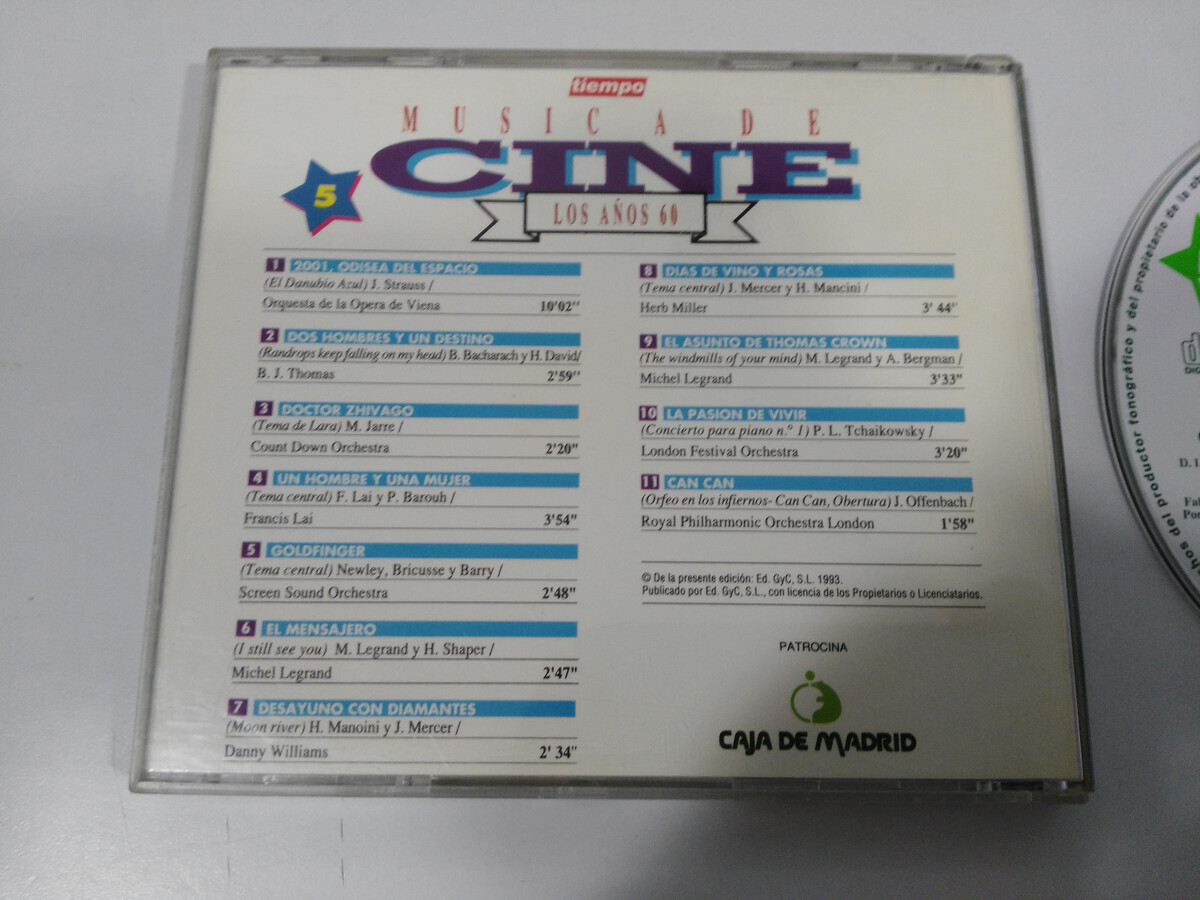 tiempo
MUSICA DE
CINE
5
LOS AÑOS 60
1 2001, ODISEA DEL ESPACIO
(El Danubio Azul) J. Strauss /
Orquesta de la Opera de Viena 10'02"
2 DOS HOMBRES Y UN DESTINO
(Randrops keep falling on my head) B. Bacharach y H. David/
B. J. Thomas 2'59"
3 DOCTOR ZHIVAGO
(Tema de Lara) M. Jarre /
Count Down Orchestra 2'20"
4 UN HOMBRE Y UNA MUJER
(Tema central) F. Lai y P. Barouh /
Francis Lai 3'54"
5 GOLDFINGER
(Tema central) Newley, Bricusse y Barry /
Screen Sound Orchestra 2'48"
6 EL MENSAJERO
(I still see you) M. Legrand y H. Shaper /
Michel Legrand 2'47"
7 DESAYUNO CON DIAMANTES
(Moon river) H. Manoini y J. Mercer /
Danny Williams 2' 34"
8 DIAS DE VINO Y ROSAS
(Tema central) J. Mercer y H. Mancini /
Herb Miller 3' 44"
9 EL ASUNTO DE THOMAS CROWN
(The windmills of your mind) M. Legrand y A. Bergman /
Michel Legrand 3'33"
10 LA PASION DE VIVIR
(Concierto para piano n.° 1) P. L. Tchaikowsky /
London Festival Orchestra 3'20"
11 CAN CAN
(Orfeo en los infiernos- Can Can, Obertura) J. Offenbach /
Royal Philharmonic Orchestra London 1'58"
© De la presente edición: Ed. GyC, S.L. 1993.
Publicado por Ed. GyC, S.L., con licencia de los Propietarios o Licenciatarios.
PATROCINA
CAJA DE MADRID
del productor fonográfico y del propietario de la